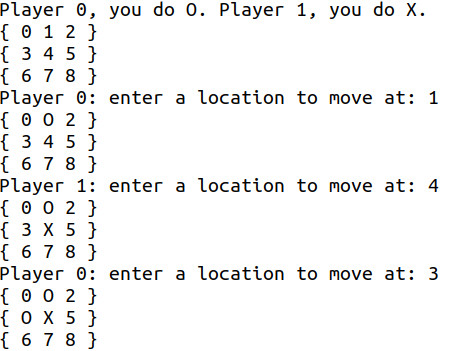 Player 0, you do O. Player 1, you do X.
{ 0 1 2 }
{ 3 4 5 }
{ 6 7 8 }
Player 0: enter a location to move at: 1
{ 0 O 2 }
{ 3 4 5 }
{ 6 7 8 }
Player 1: enter a location to move at: 4
{ 0 O 2 }
{ 3 X 5 }
{ 6 7 8 }
Player 0: enter a location to move at: 3
{ 0 O 2 }
{ O X 5 }
{ 6 7 8 }